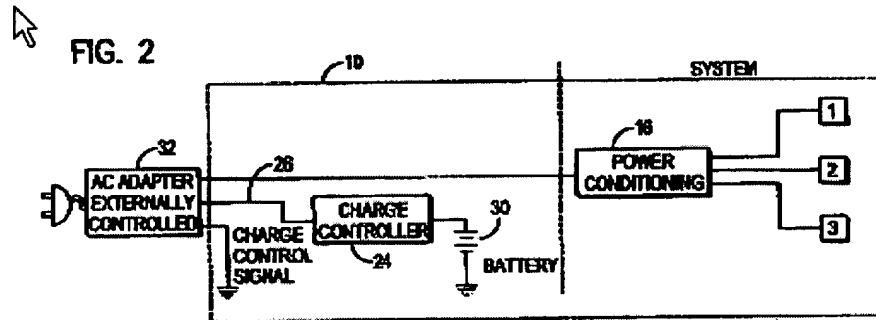 FIG. 2
10
SYSTEM
32
AC ADAPTER
EXTERNALLY
CONTROLLED
26
CHARGE
CONTROL
SIGNAL
CHARGE
CONTROLLER
24
30
BATTERY
16
POWER
CONDITIONING
1
2
3